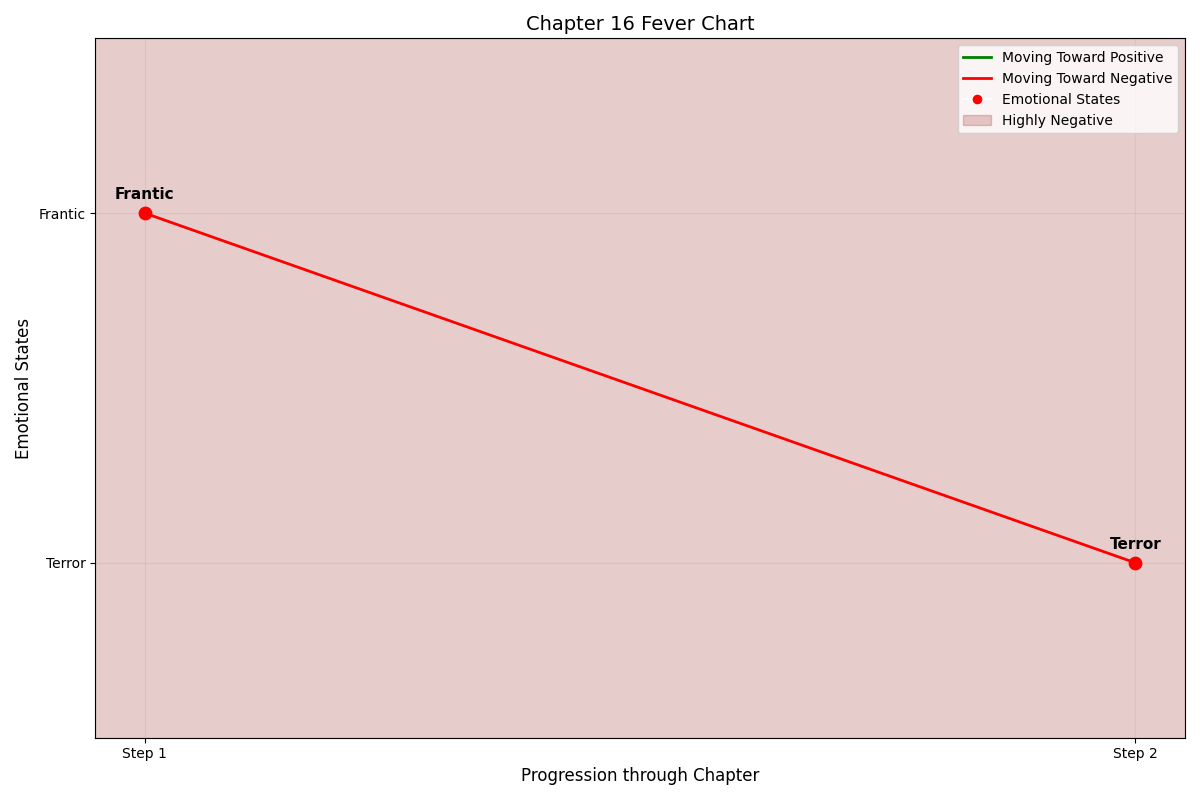 Chapter 16 Fever Chart
Moving Toward Positive
Moving Toward Negative
Emotional States
Highly Negative
Frantic
Frantic
Emotional States
Terror
Terror
Step 1
Step 2
Progression through Chapter